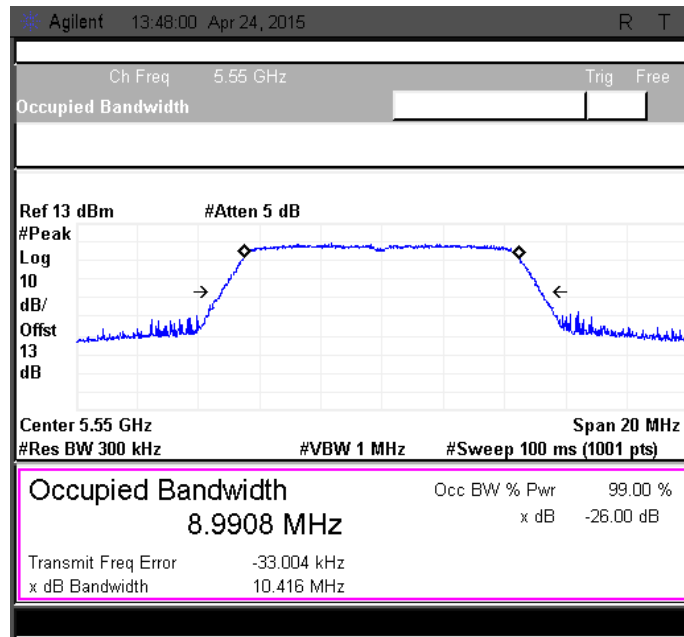 Agilent 13:48:00 Apr 24, 2015 R T
Ch Freq 5.55 GHz Trig Free
Occupied Bandwidth
Ref 13 dBm #Atten 5 dB
#Peak
Log
10
dB/
Offst
13
dB
Center 5.55 GHz Span 20 MHz
#Res BW 300 kHz #VBW 1 MHz #Sweep 100 ms (1001 pts)
Occupied Bandwidth Occ BW % Pwr 99.00 %
8.9908 MHz x dB -26.00 dB
Transmit Freq Error -33.004 kHz
x dB Bandwidth 10.416 MHz